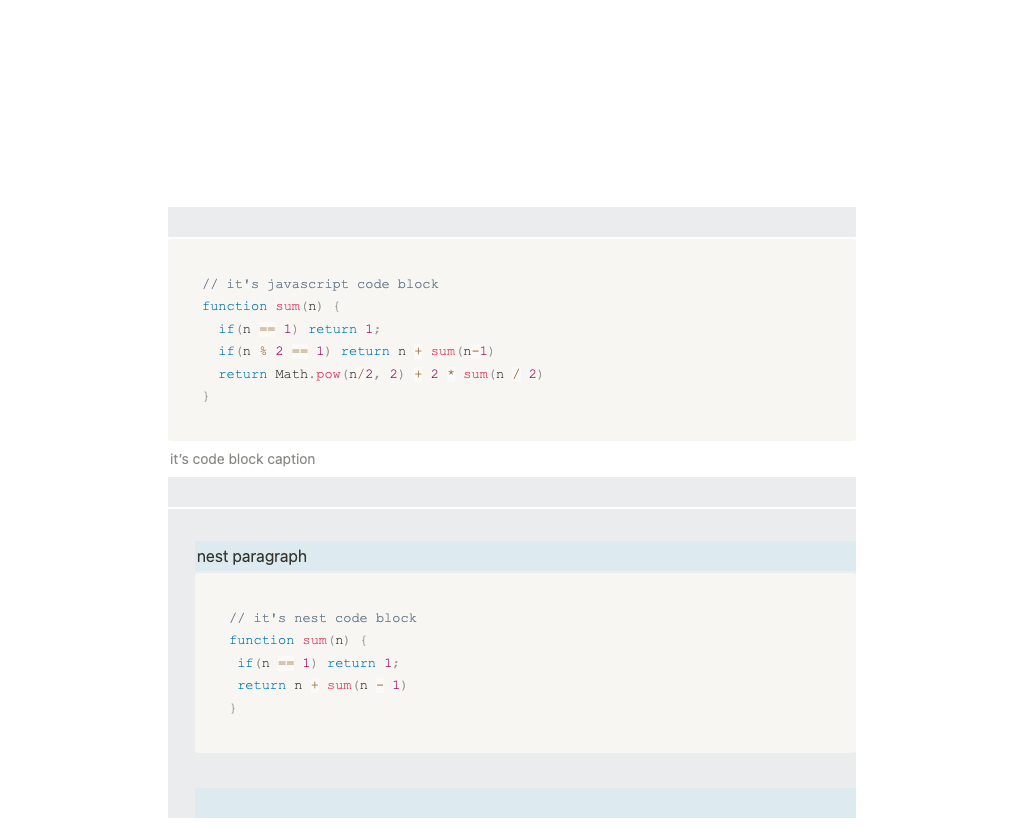 // it's javascript code block
function sum(n) {
  if(n == 1) return 1;
  if(n % 2 == 1) return n + sum(n-1)
  return Math.pow(n/2, 2) + 2 * sum(n / 2)
}
it’s code block caption
nest paragraph
// it's nest code block
function sum(n) {
 if(n == 1) return 1;
 return n + sum(n - 1)
}